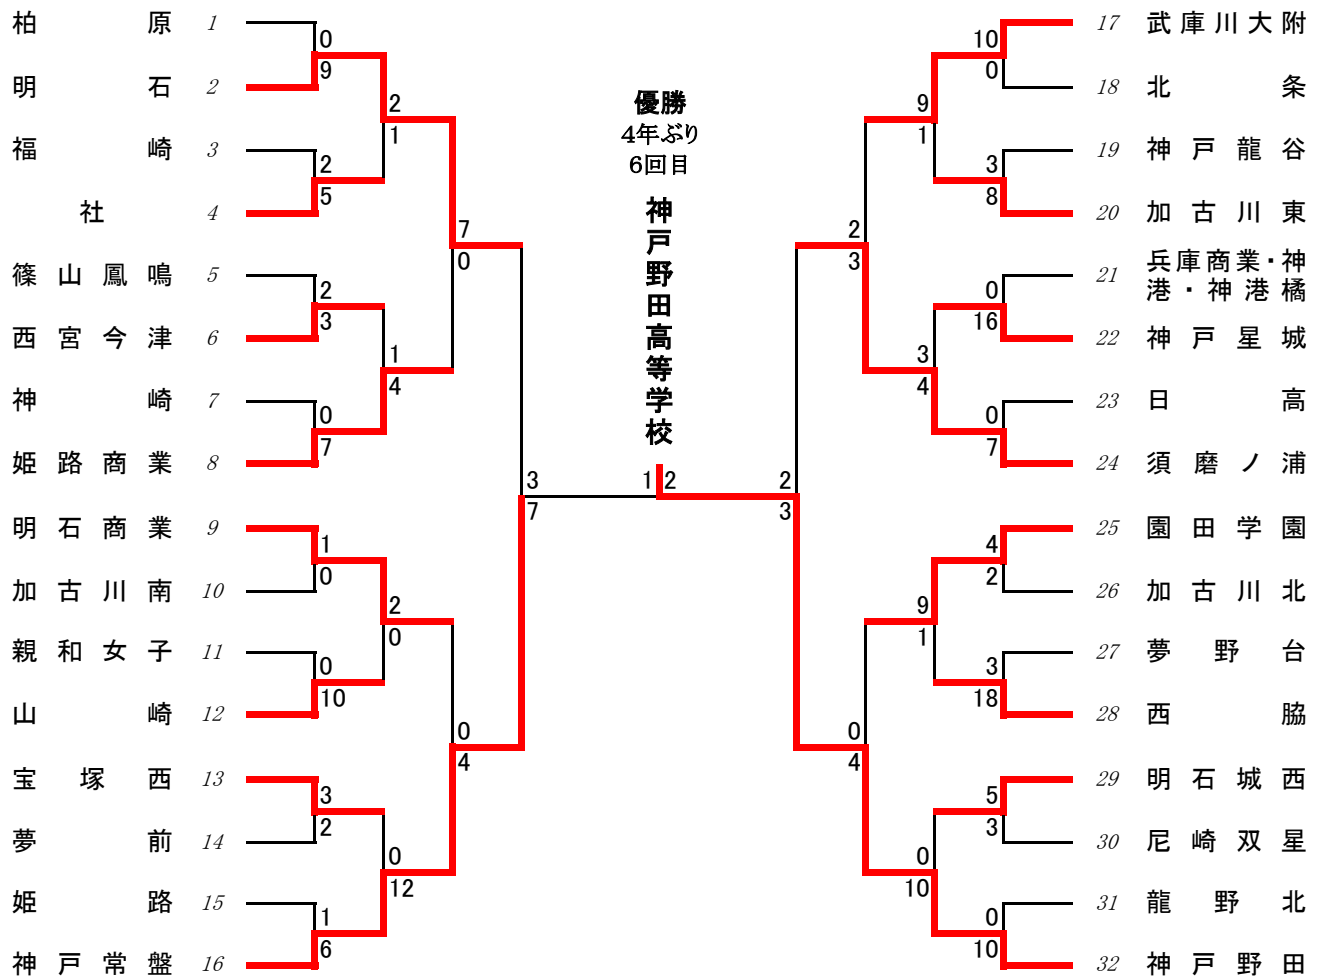 柏原 1
明石 2
福崎 3
社 4
篠山鳳鳴 5
西宮今津 6
神崎 7
姫路商業 8
明石商業 9
加古川南 10
親和女子 11
山崎 12
宝塚西 13
夢前 14
姫路 15
神戸常盤 16
0
9
2
5
2
3
0
7
1
0
0
10
3
2
1
6
2
1
1
4
2
0
0
12
7
0
0
4
3
7
優勝
4年ぶり
6回目
神戸野田高等学校
1 2
2
3
2
3
0
4
9
1
3
4
9
1
0
10
10
0
3
8
0
16
0
7
4
2
3
18
5
3
0
10
17 武庫川大附
18 北条
19 神戸龍谷
20 加古川東
21 兵庫商業・神
港・神港橘
22 神戸星城
23 日高
24 須磨ノ浦
25 園田学園
26 加古川北
27 夢野台
28 西脇
29 明石城西
30 尼崎双星
31 龍野北
32 神戸野田